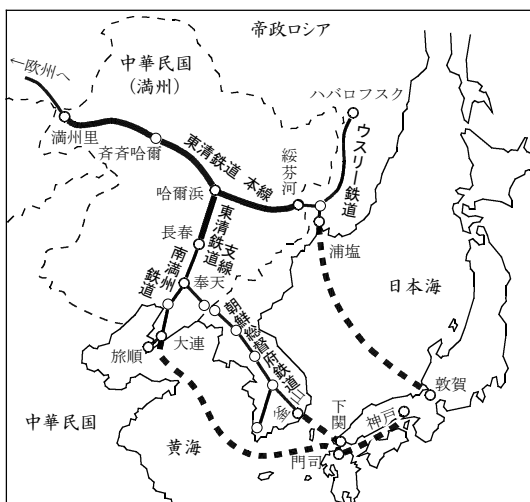 帝政ロシア
中華民国
(満州)
←欧州へ
ハバロフスク
満州里
斉斉哈爾
東清鉄道 本線
綏芬河
ウスリー鉄道
哈爾浜
東清鉄道 支線
長春
浦塩
南満州鉄道
奉天
朝鮮総督府鉄道
日本海
旅順
大連
敦賀
釜山
下関
神戸
中華民国
黄海
門司